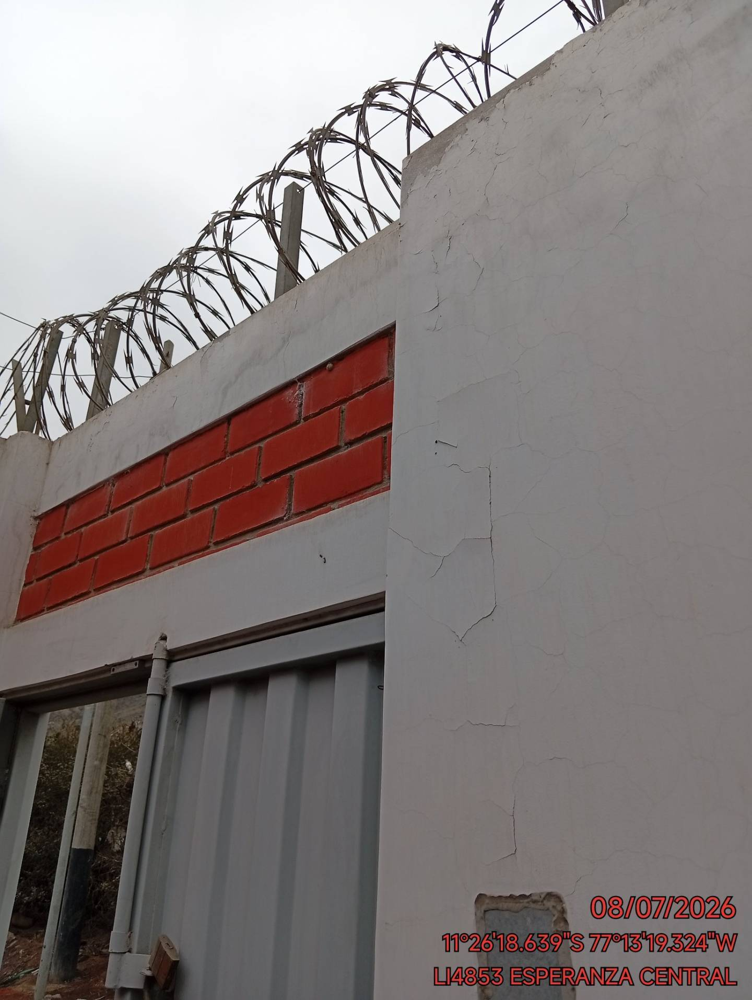 08/07/2026
11°26'18.639"S 77°13'19.324"W
LI4853 ESPERANZA CENTRAL